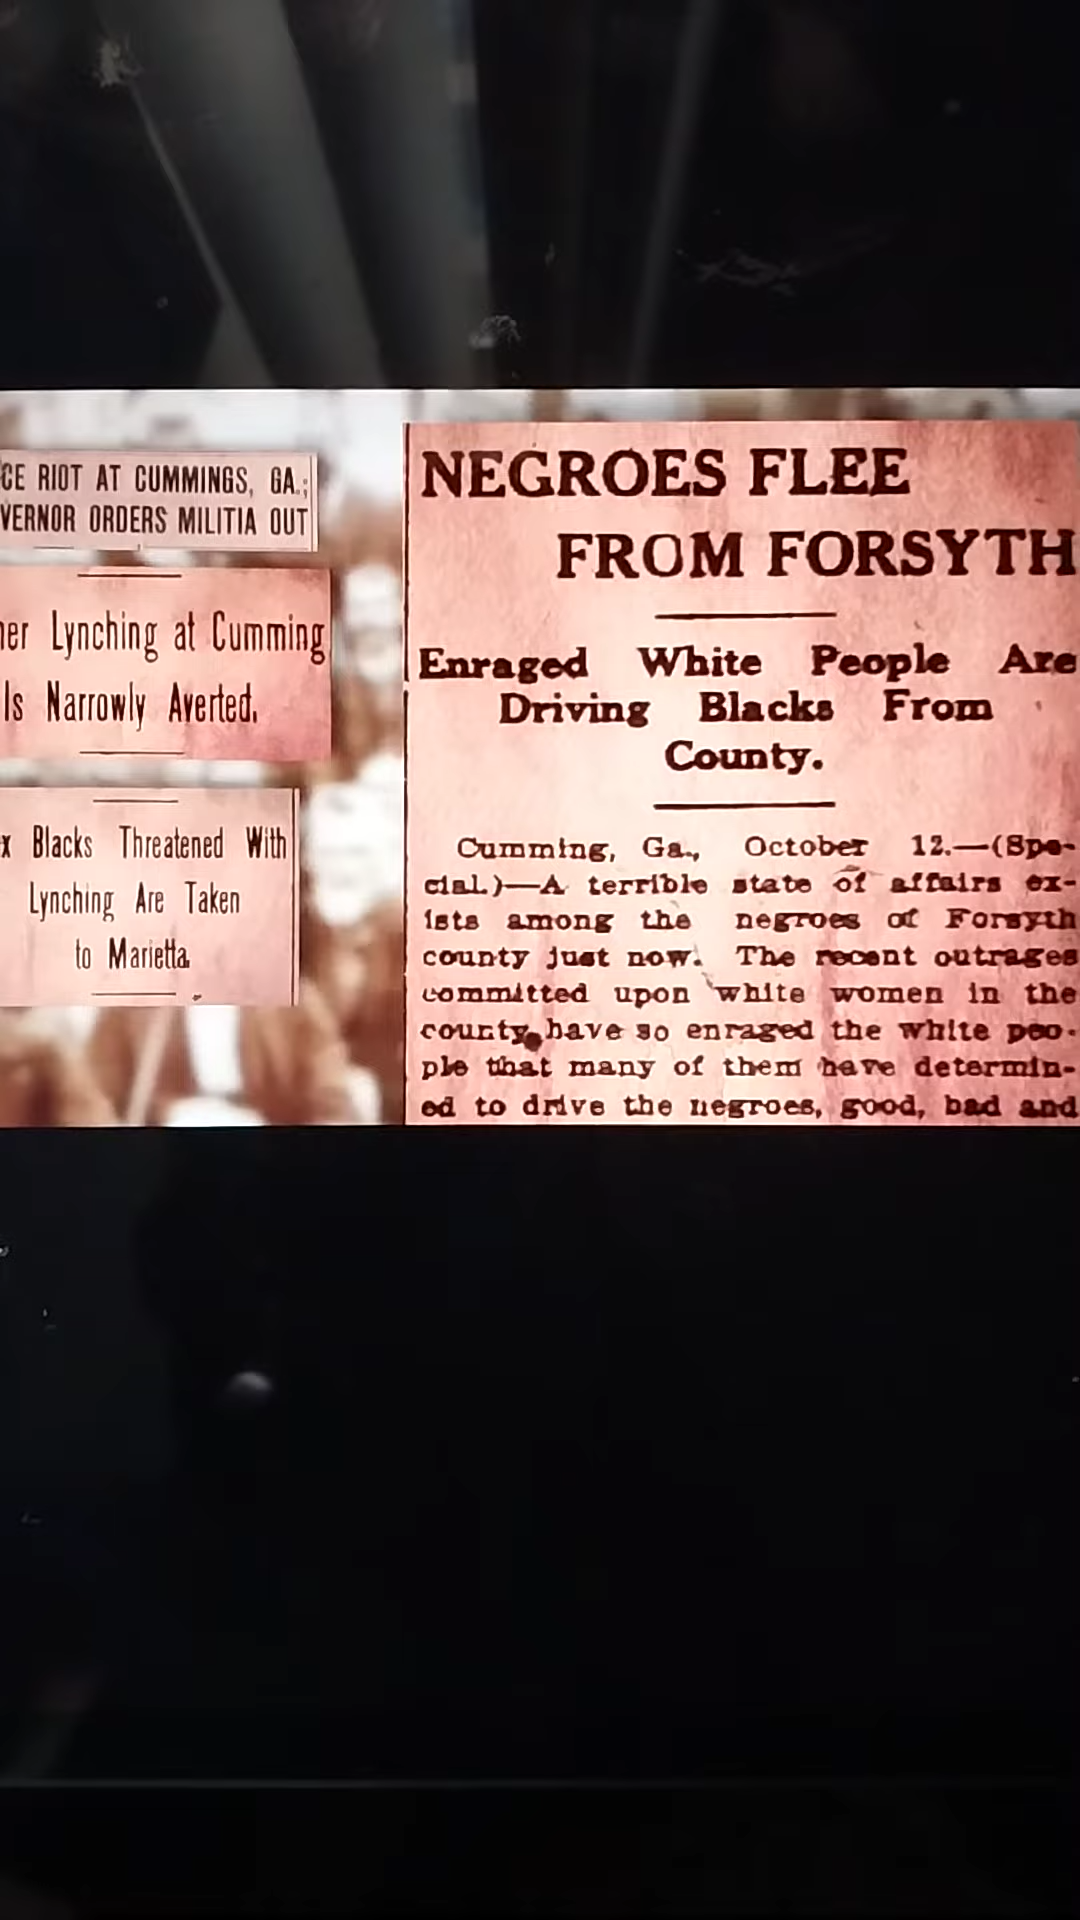 CE RIOT AT CUMMINGS, GA.;
VERNOR ORDERS MILITIA OUT
er Lynching at Cumming
Is Narrowly Averted.
x Blacks Threatened With
Lynching Are Taken
to Marietta.
NEGROES FLEE
FROM FORSYTH
Enraged White People Are
Driving Blacks From
County.
Cumming, Ga., October 12.—(Spe-
cial.)—A terrible state of affairs ex-
ists among the negroes of Forsyth
county just now. The recent outrages
committed upon white women in the
county have so enraged the white peo-
ple that many of them have determin-
ed to drive the negroes, good, bad and